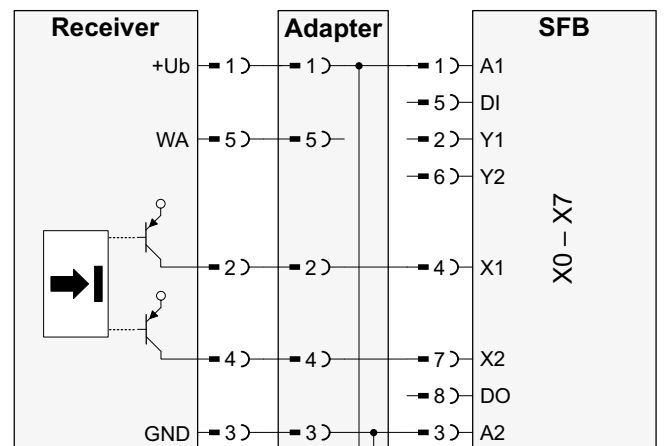 Receiver Adapter SFB
+Ub 1 1 1 A1
5 DI
WA 5 5 2 Y1
6 Y2
X0 – X7
2 2 4 X1
4 4 7 X2
8 DO
GND 3 3 3 A2